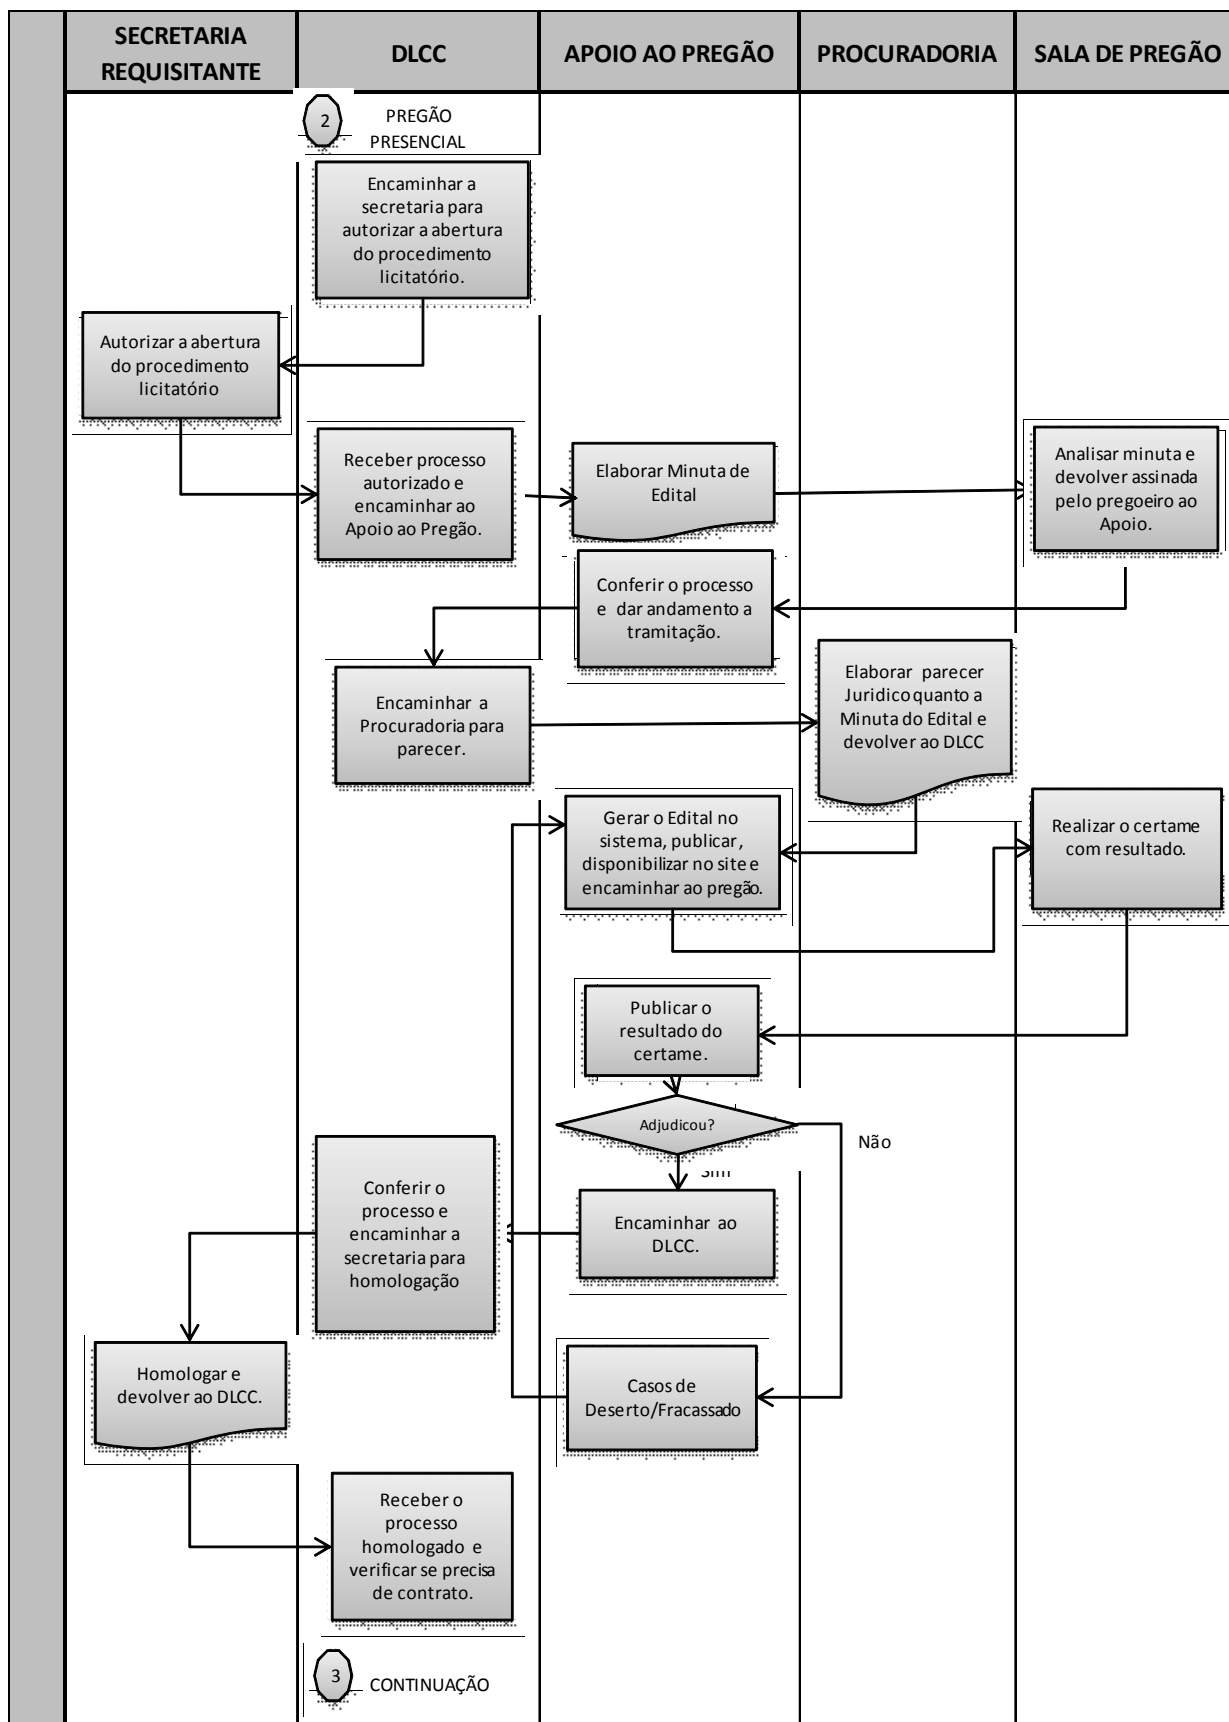 SECRETARIA
REQUISITANTE
DLCC
APOIO AO PREGÃO
PROCURADORIA
SALA DE PREGÃO
2
PREGÃO
PRESENCIAL
Encaminhar a
secretaria para
autorizar a abertura
do procedimento
licitatório.
Autorizar a abertura
do procedimento
licitatório
Receber processo
autorizado e
encaminhar ao
Apoio ao Pregão.
Elaborar Minuta de
Edital
Analisar minuta e
devolver assinada
pelo pregoeiro ao
Apoio.
Conferir o processo
e dar andamento a
tramitação.
Encaminhar a
Procuradoria para
parecer.
Elaborar parecer
Juridico quanto a
Minuta do Edital e
devolver ao DLCC
Gerar o Edital no
sistema, publicar,
disponibilizar no site e
encaminhar ao pregão.
Realizar o certame
com resultado.
Publicar o
resultado do
certame.
Adjudicou?
Não
Sim
Conferir o
processo e
encaminhar a
secretaria para
homologação
Encaminhar ao
DLCC.
Homologar e
devolver ao DLCC.
Casos de
Deserto/Fracassado
Receber o
processo
homologado e
verificar se precisa
de contrato.
3
CONTINUAÇÃO